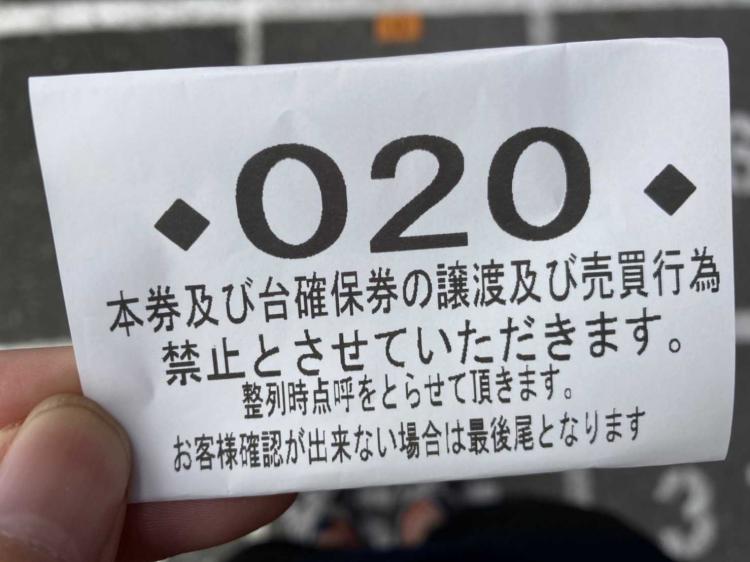 ◆020◆
本券及び台確保券の譲渡及び売買行為
禁止とさせていただきます。
整列時点呼をとらせて頂きます。
お客様確認が出来ない場合は最後尾となります
3